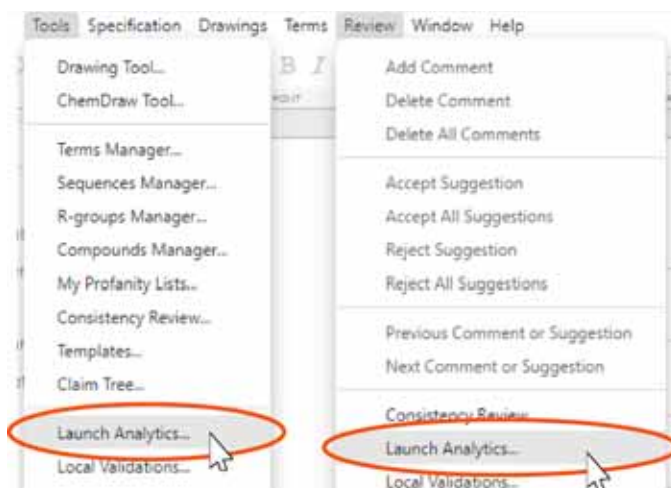 Tools Specification Drawings Terms Review Window Help
Drawing Tool...
ChemDraw Tool...
Terms Manager...
Sequences Manager...
R-groups Manager...
Compounds Manager...
My Profanity Lists...
Consistency Review...
Templates...
Claim Tree...
Launch Analytics...
Local Validations...
B I
Add Comment
Delete Comment
Delete All Comments
Accept Suggestion
Accept All Suggestions
Reject Suggestion
Reject All Suggestions
Previous Comment or Suggestion
Next Comment or Suggestion
Consistency Review
Launch Analytics...
Local Validations...